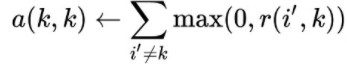 a(k, k) ← ∑_{i′≠k} max(0, r(i′, k))